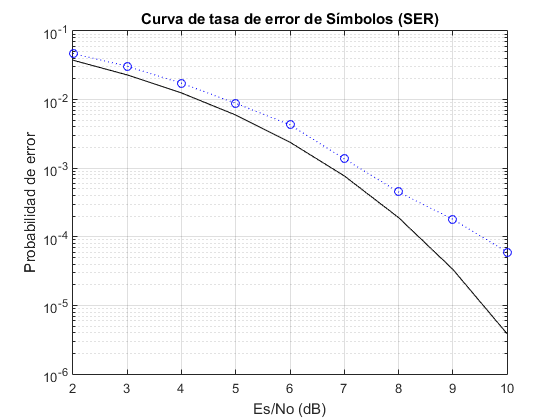 Curva de tasa de error de Símbolos (SER)
10-1
10-2
10-3
10-4
10-5
10-6
Probabilidad de error
2 3 4 5 6 7 8 9 10
Es/No (dB)